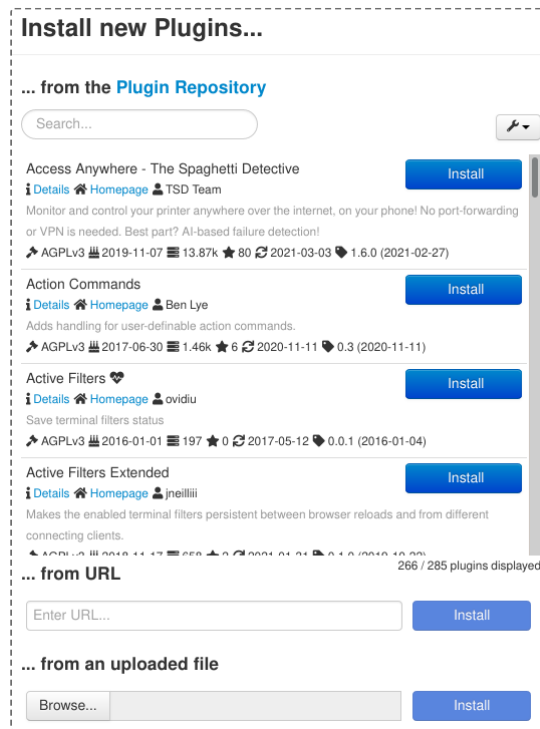 Install new Plugins...
... from the Plugin Repository
Search...
Access Anywhere - The Spaghetti Detective
Install
Details Homepage TSD Team
Monitor and control your printer anywhere over the internet, on your phone! No port-forwarding
or VPN is needed. Best part? AI-based failure detection!
AGPLv3 2019-11-07 13.87k 80 2021-03-03 1.6.0 (2021-02-27)
Action Commands
Install
Details Homepage Ben Lye
Adds handling for user-definable action commands.
AGPLv3 2017-06-30 1.46k 6 2020-11-11 0.3 (2020-11-11)
Active Filters
Install
Details Homepage ovidiu
Save terminal filters status
AGPLv3 2016-01-01 197 0 2017-05-12 0.0.1 (2016-01-04)
Active Filters Extended
Install
Details Homepage jneilliii
Makes the enabled terminal filters persistent between browser reloads and from different
connecting clients.
266 / 285 plugins displayed
... from URL
Enter URL...
Install
... from an uploaded file
Browse...
Install